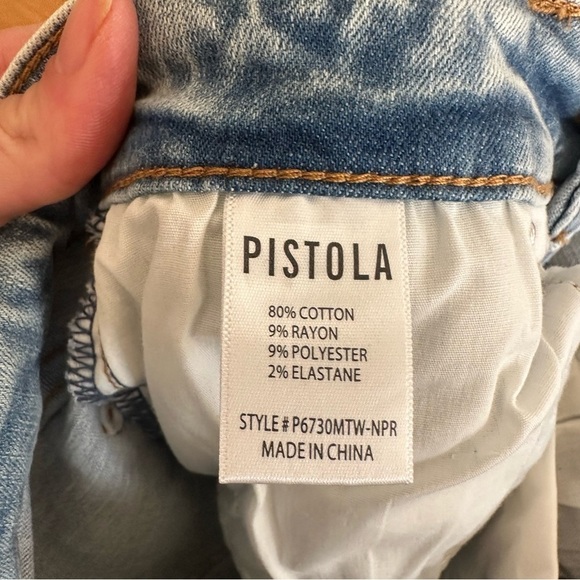 PISTOLA
80% COTTON
9% RAYON
9% POLYESTER
2% ELASTANE
STYLE# P6730MTW-NPR
MADE IN CHINA